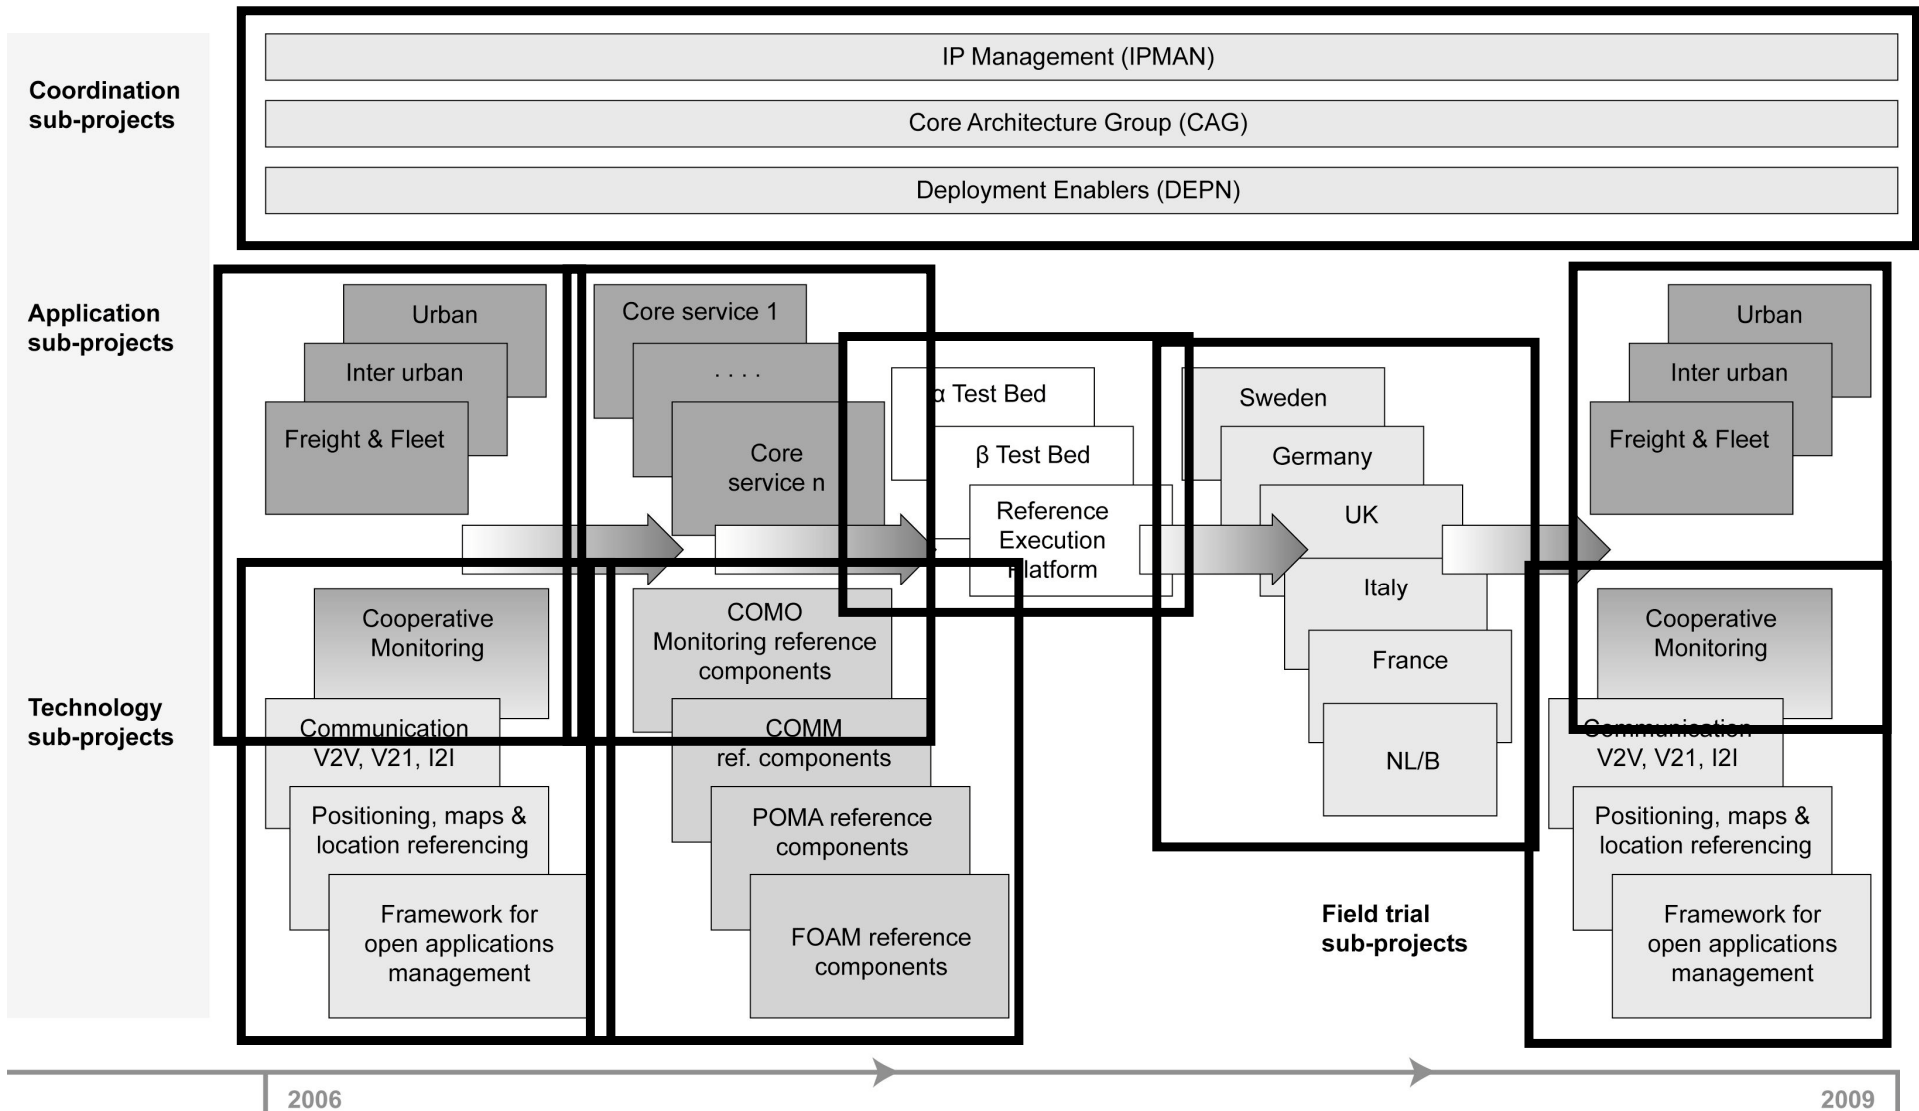 IP Management (IPMAN)
Coordination
sub-projects
Core Architecture Group (CAG)
Deployment Enablers (DEPN)
Application
sub-projects
Urban
Inter urban
Freight & Fleet
Core service 1
. . . .
Core
service n
α Test Bed
β Test Bed
Reference
Execution
Platform
Sweden
Germany
UK
Italy
France
NL/B
Urban
Inter urban
Freight & Fleet
Technology
sub-projects
Cooperative
Monitoring
Communication
V2V, V21, I2I
Positioning, maps &
location referencing
Framework for
open applications
management
COMO
Monitoring reference
components
COMM
ref. components
POMA reference
components
FOAM reference
components
Field trial
sub-projects
Cooperative
Monitoring
Communication
V2V, V21, I2I
Positioning, maps &
location referencing
Framework for
open applications
management
2006
2009